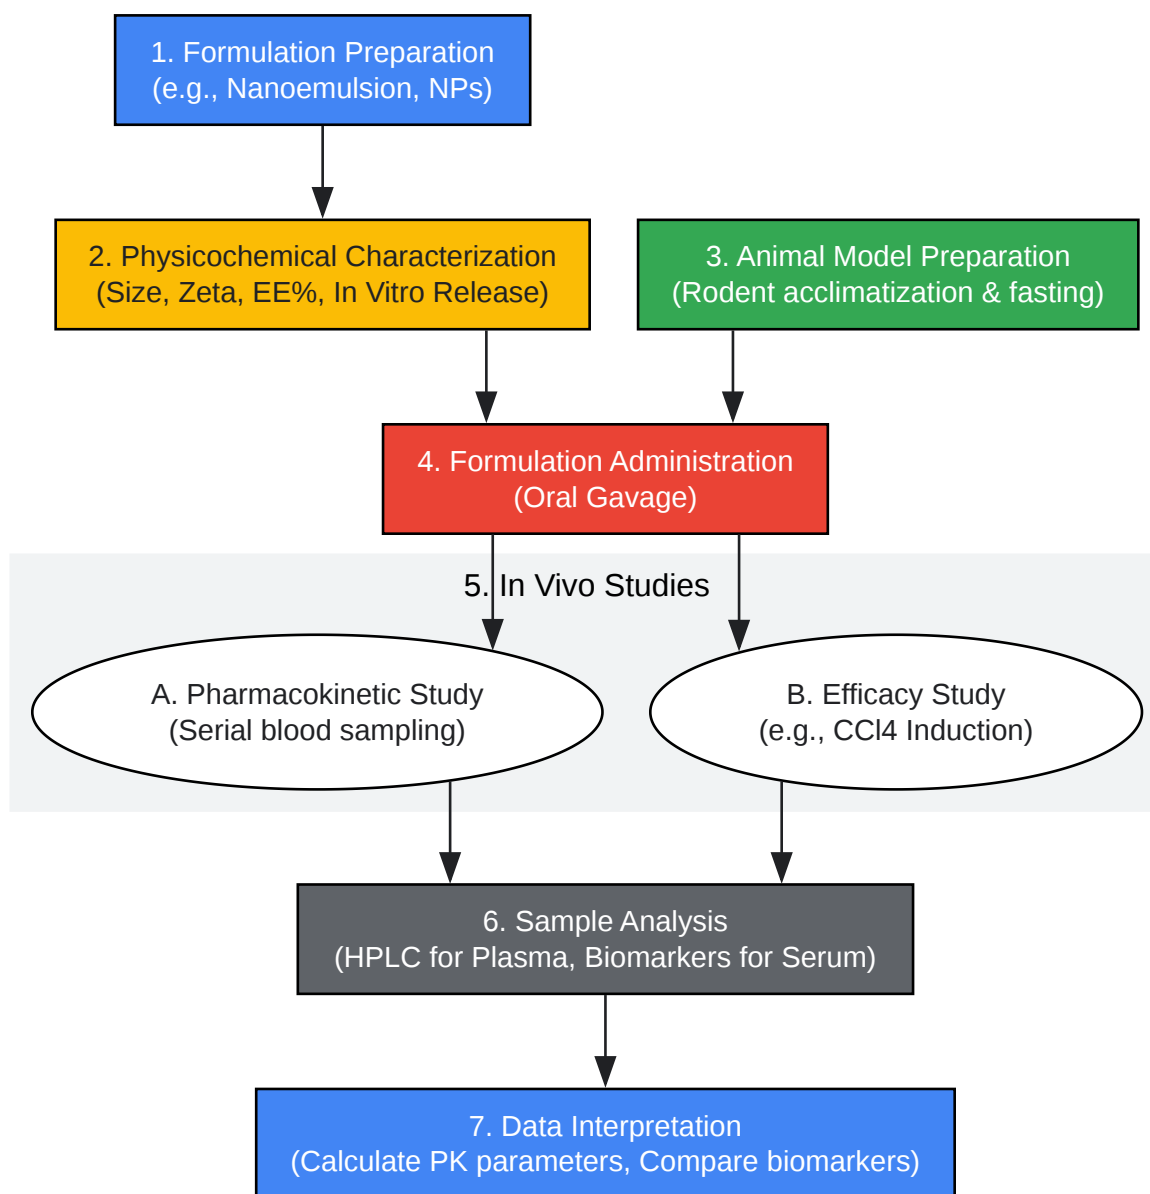 1. Formulation Preparation
(e.g., Nanoemulsion, NPs)
2. Physicochemical Characterization
(Size, Zeta, EE%, In Vitro Release)
3. Animal Model Preparation
(Rodent acclimatization & fasting)
4. Formulation Administration
(Oral Gavage)
5. In Vivo Studies
A. Pharmacokinetic Study
(Serial blood sampling)
B. Efficacy Study
(e.g., CCl4 Induction)
6. Sample Analysis
(HPLC for Plasma, Biomarkers for Serum)
7. Data Interpretation
(Calculate PK parameters, Compare biomarkers)